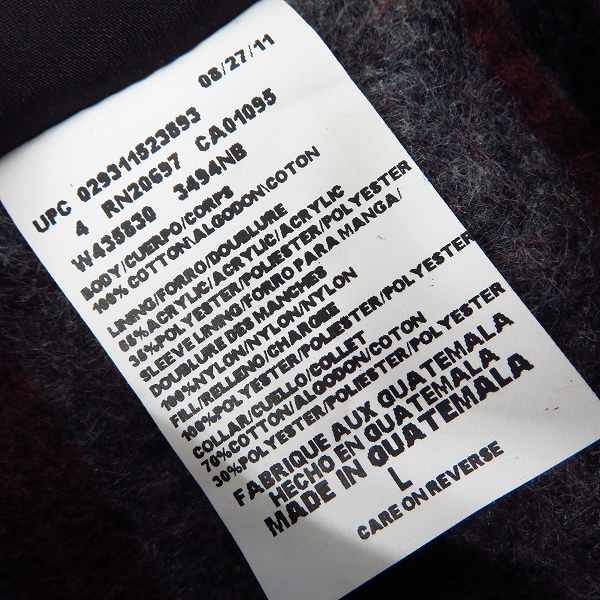 08/27/11
UPC 029311523893
4 RN20697 CA01095
W435830 3494NB
BODY/CUERPO/CORPS
100% COTTON\ALGODON\COTON
LINING/FORRO/DOUBLURE
65% ACRYLIC/ACRYLIC/ACRYLIC
35%POLYESTER/POLIESTER/POLYESTER
SLEEVE LINING/FORRO PARA MANGA/
DOUBLURE DES MANCHES
100%NYLON/NYLON/NYLON
FILL/RELLENO/CHARGES
100%POLYESTER/POLIESTER/POLYESTER
COLLAR/CUELLO/COLLET
70%COTTON/ALGODON/COTON
30%POLYESTER/POLIESTER/POLYESTER
FABRIQUE AUX GUATEMALA
HECHO EN GUATEMALA
MADE IN GUATEMALA
L
CARE ON REVERSE